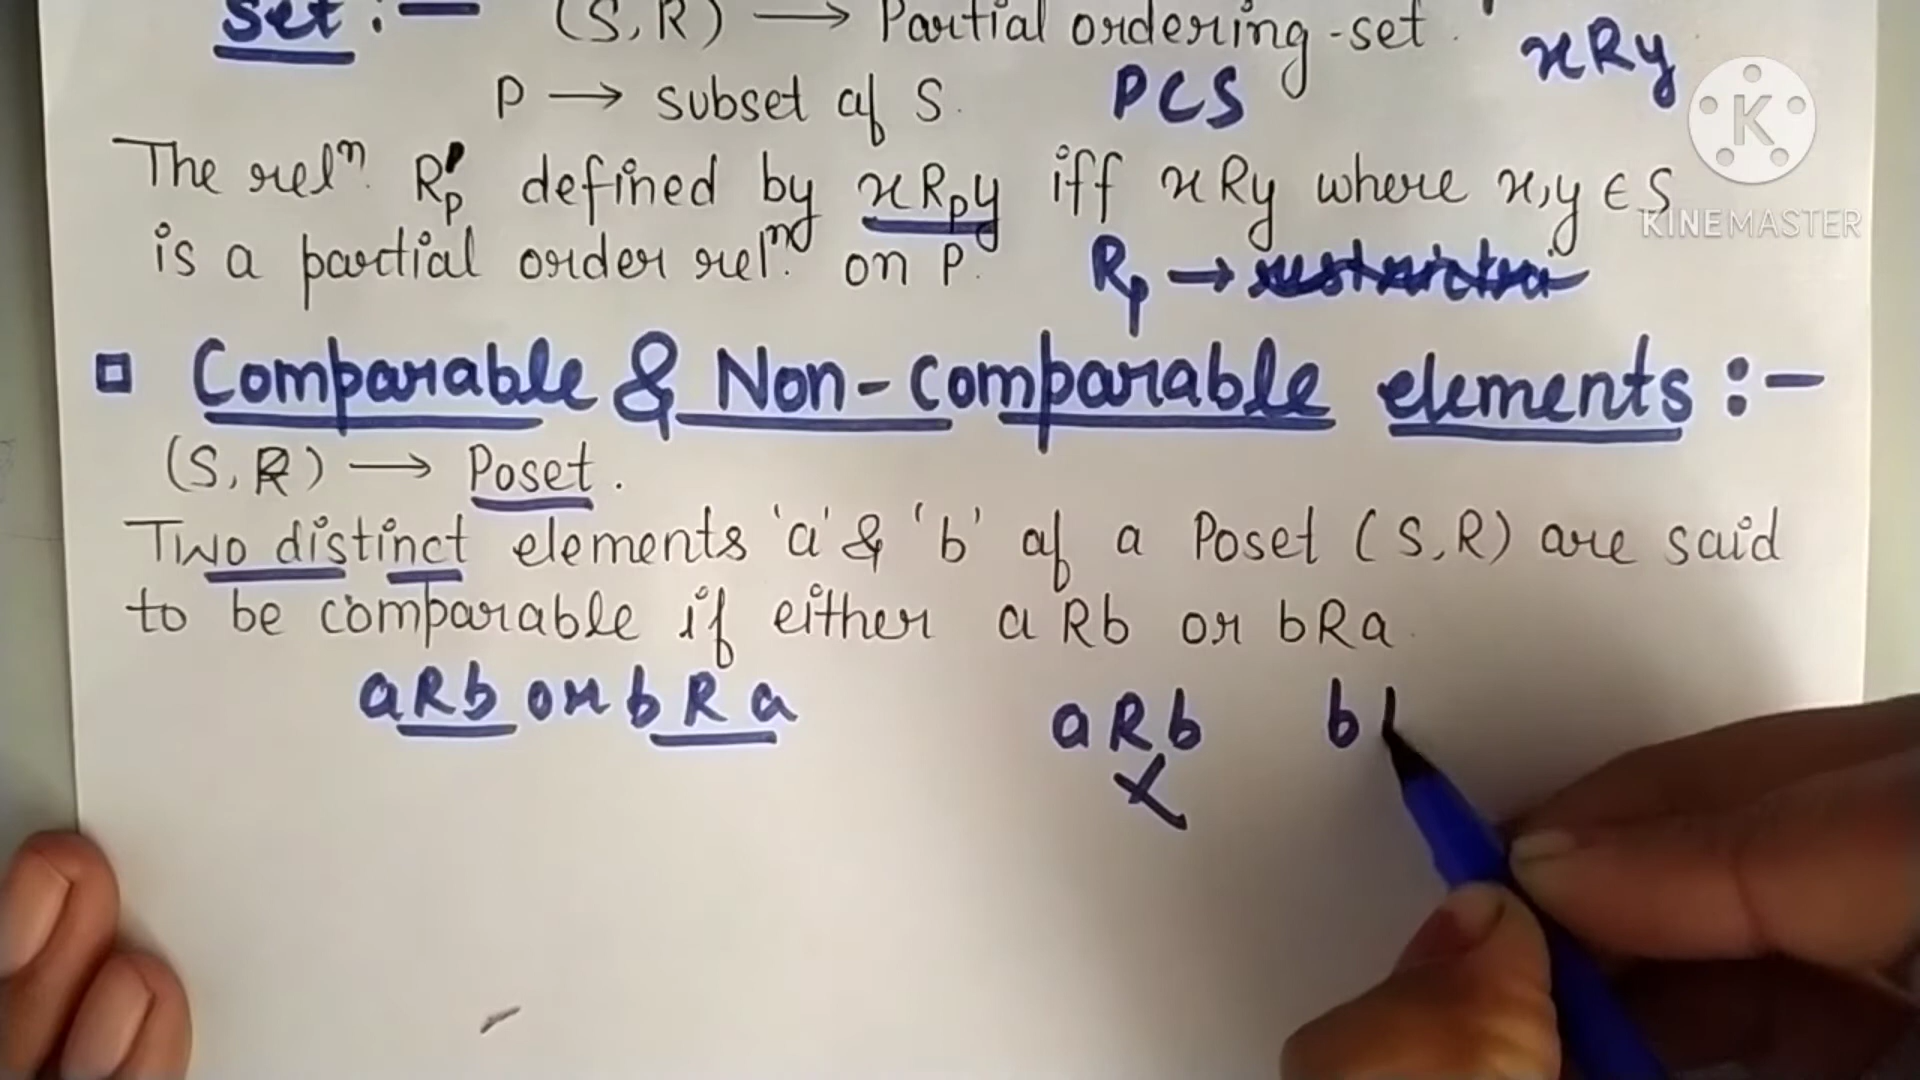 Set :- (S, R) → Partial ordering-set.
xRy
P → subset of S. PCS
The relⁿ. R'p defined by xRpy iff xRy where x,y ∈ S
is a partial order relⁿ. on P. Rp →
Comparable & Non-Comparable elements :-
(S, R) → Poset.
Two distinct elements 'a' & 'b' of a Poset (S,R) are said
to be comparable if either aRb or bRa.
aRb or bRa aRb b
X
K
KINEMASTER